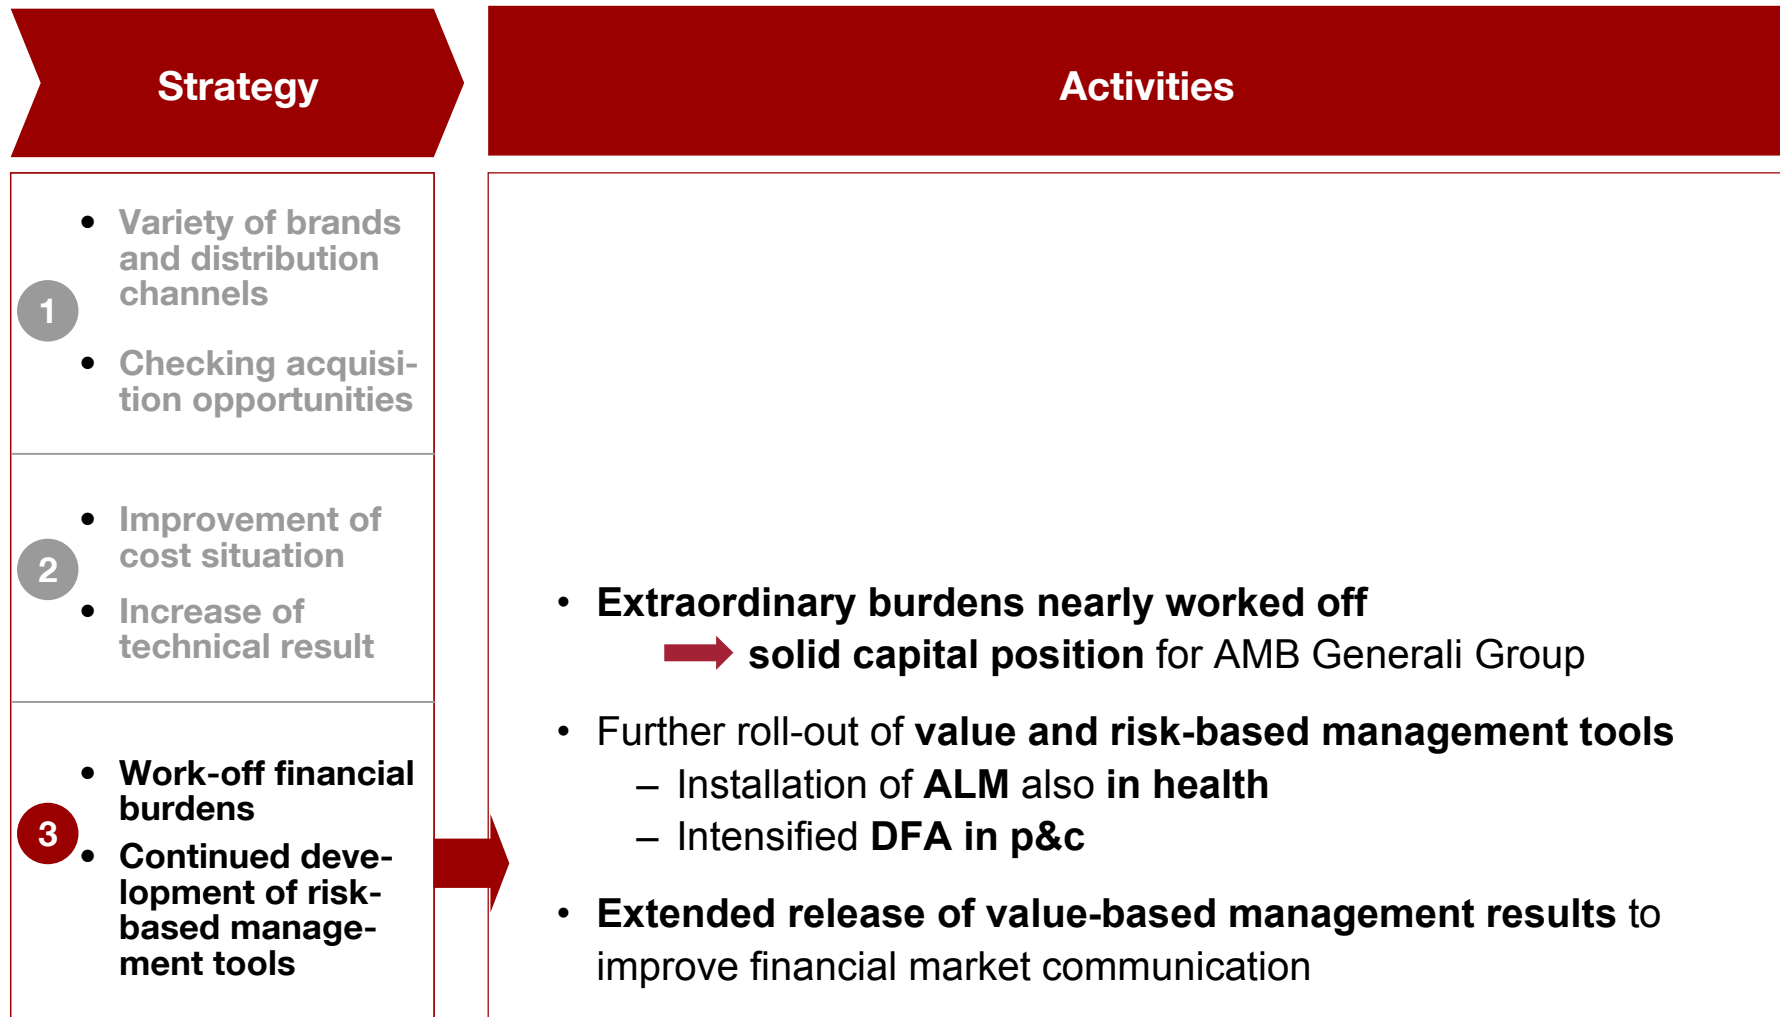 Strategy
Activities
1
• Variety of brands
and distribution
channels
• Checking acquisi-
tion opportunities
2
• Improvement of
cost situation
• Increase of
technical result
3
• Work-off financial
burdens
• Continued deve-
lopment of risk-
based manage-
ment tools
• Extraordinary burdens nearly worked off
solid capital position for AMB Generali Group
• Further roll-out of value and risk-based management tools
– Installation of ALM also in health
– Intensified DFA in p&c
• Extended release of value-based management results to
improve financial market communication